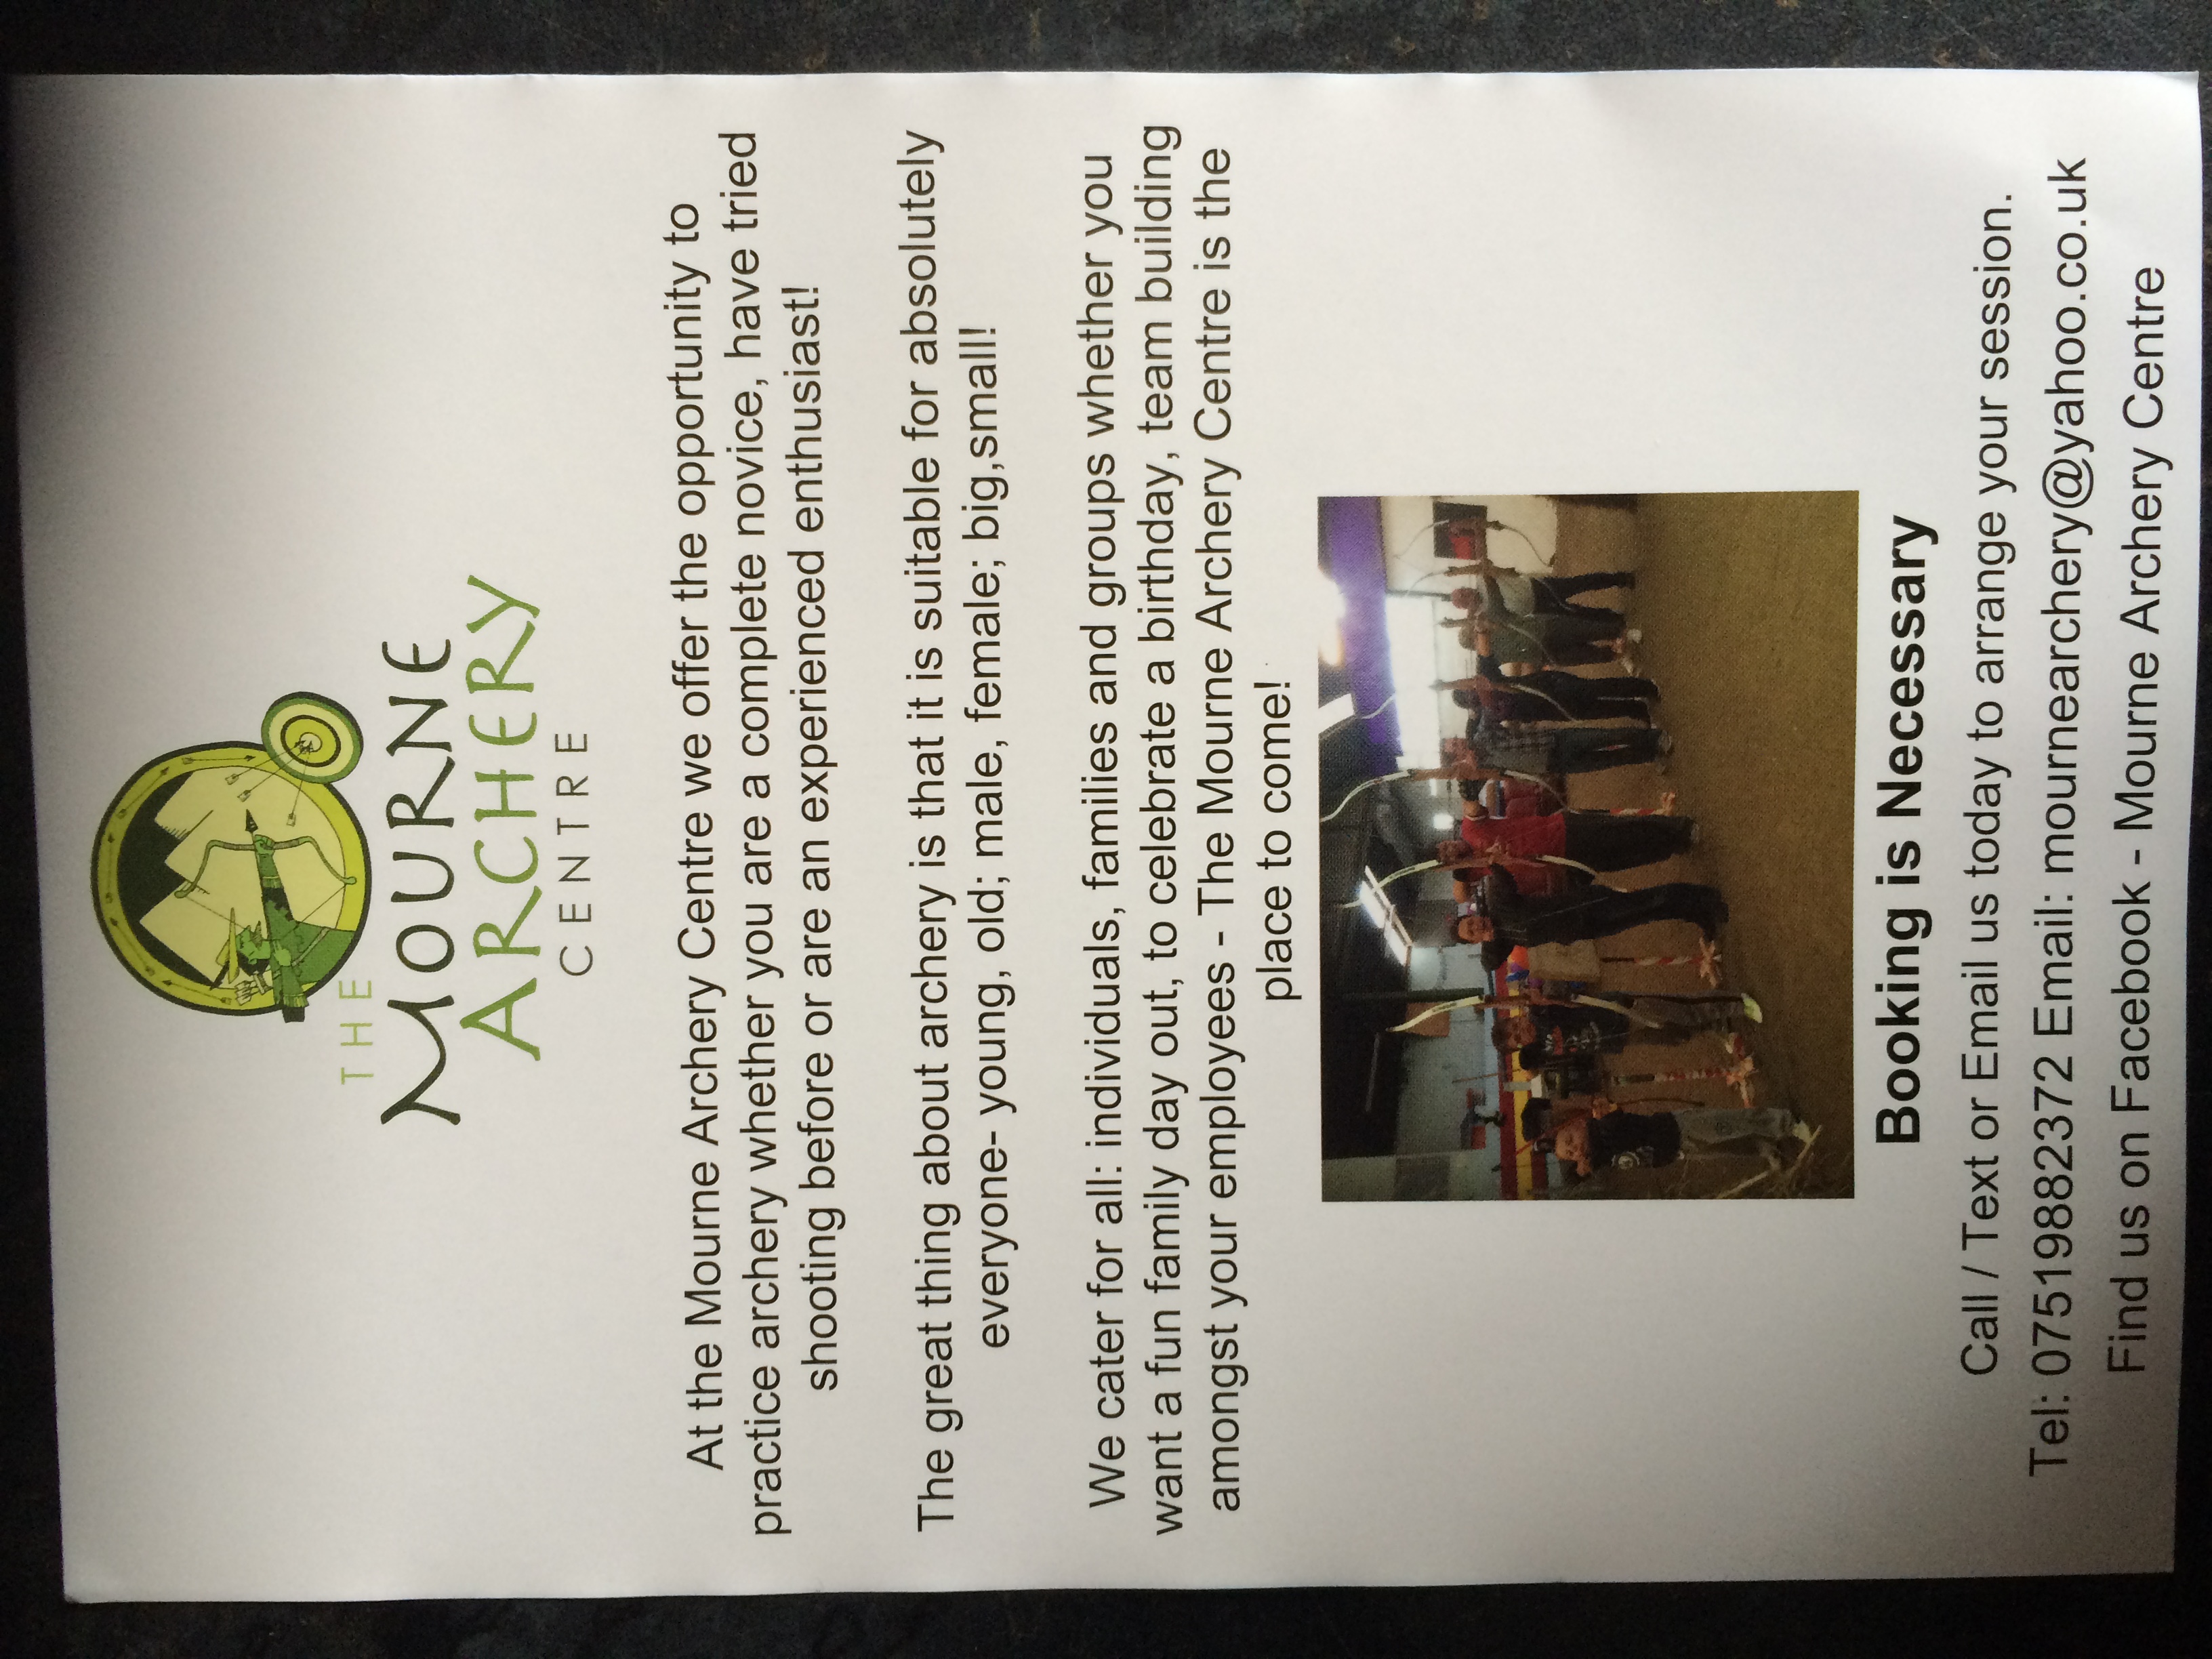 THE
MOURNE
ARCHERY
CENTRE
At the Mourne Archery Centre we offer the opportunity to
practice archery whether you are a complete novice, have tried
shooting before or are an experienced enthusiast!
The great thing about archery is that it is suitable for absolutely
everyone- young, old; male, female; big,small!
We cater for all: individuals, families and groups whether you
want a fun family day out, to celebrate a birthday, team building
amongst your employees - The Mourne Archery Centre is the
place to come!
Booking is Necessary
Call / Text or Email us today to arrange your session.
Tel: 07519882372 Email: mournearchery@yahoo.co.uk
Find us on Facebook - Mourne Archery Centre